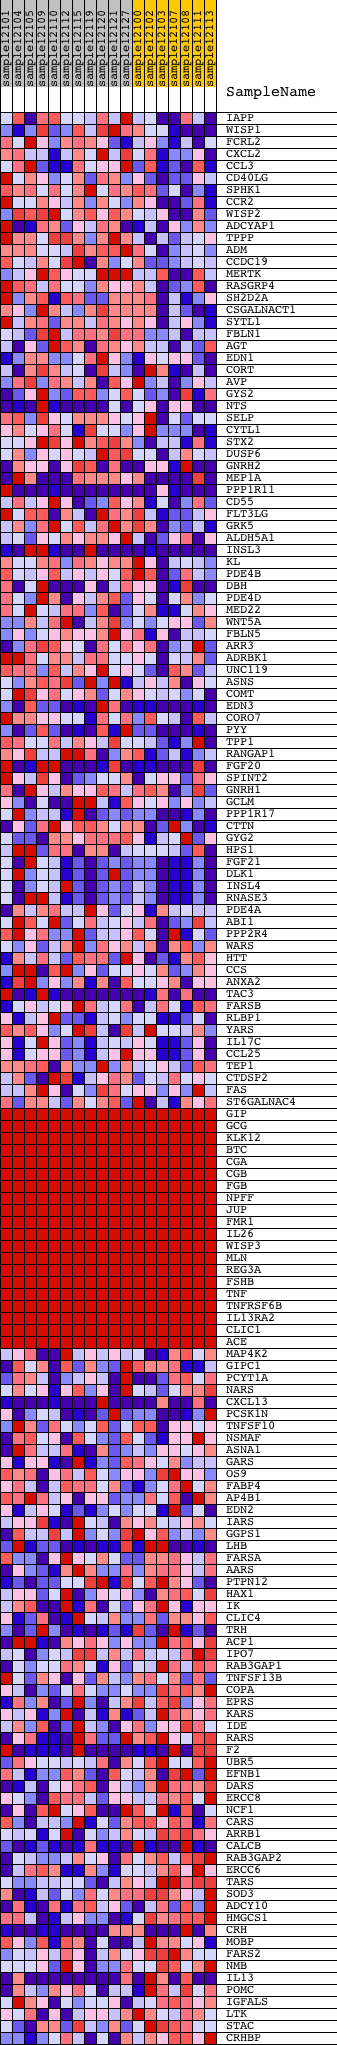 sample12101
sample12104
sample12105
sample12109
sample12110
sample12112
sample12115
sample12119
sample12120
sample12121
sample12127
sample12100
sample12102
sample12103
sample12107
sample12108
sample12111
sample12113
SampleName
IAPP
WISP1
FCRL2
CXCL2
CCL3
CD40LG
SPHK1
CCR2
WISP2
ADCYAP1
TPPP
ADM
CCDC19
MERTK
RASGRP4
SH2D2A
CSGALNACT1
SYTL1
FBLN1
AGT
EDN1
CORT
AVP
GYS2
NTS
SELP
CYTL1
STX2
DUSP6
GNRH2
MEP1A
PPP1R11
CD55
FLT3LG
GRK5
ALDH5A1
INSL3
KL
PDE4B
DBH
PDE4D
MED22
WNT5A
FBLN5
ARR3
ADRBK1
UNC119
ASNS
COMT
EDN3
CORO7
PYY
TPP1
RANGAP1
FGF20
SPINT2
GNRH1
GCLM
PPP1R17
CTTN
GYG2
HPS1
FGF21
DLK1
INSL4
RNASE3
PDE4A
ABI1
PPP2R4
WARS
HTT
CCS
ANXA2
TAC3
FARSB
RLBP1
YARS
IL17C
CCL25
TEP1
CTDSP2
FAS
ST6GALNAC4
GIP
GCG
KLK12
BTC
CGA
CGB
FGB
NPFF
JUP
FMR1
IL26
WISP3
MLN
REG3A
FSHB
TNF
TNFRSF6B
IL13RA2
CLIC1
ACE
MAP4K2
GIPC1
PCYT1A
NARS
CXCL13
PCSK1N
TNFSF10
NSMAF
ASNA1
GARS
OS9
FABP4
AP4B1
EDN2
IARS
GGPS1
LHB
FARSA
AARS
PTPN12
HAX1
IK
CLIC4
TRH
ACP1
IPO7
RAB3GAP1
TNFSF13B
COPA
EPRS
KARS
IDE
RARS
F2
UBR5
EFNB1
DARS
ERCC8
NCF1
CARS
ARRB1
CALCB
RAB3GAP2
ERCC6
TARS
SOD3
ADCY10
HMGCS1
CRH
MOBP
FARS2
NMB
IL13
POMC
IGFALS
LTK
STAC
CRHBP